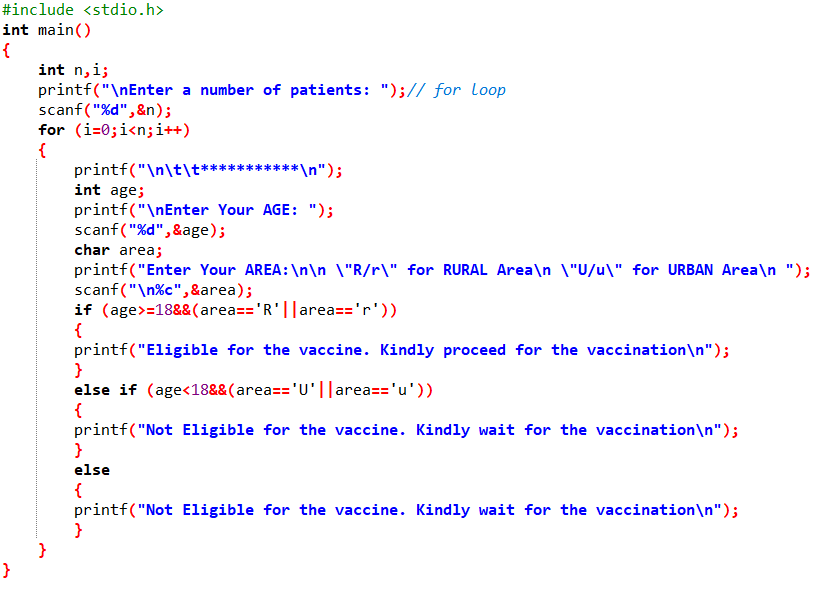 #include <stdio.h>
int main()
{
    int n,i;
    printf("\nEnter a number of patients: ");// for loop
    scanf("%d",&n);
    for (i=0;i<n;i++)
    {
        printf("\n\t\t***********\n");
        int age;
        printf("\nEnter Your AGE: ");
        scanf("%d",&age);
        char area;
        printf("Enter Your AREA:\n\n \"R/r\" for RURAL Area\n \"U/u\" for URBAN Area\n ");
        scanf("\n%c",&area);
        if (age>=18&&(area=='R'||area=='r'))
        {
        printf("Eligible for the vaccine. Kindly proceed for the vaccination\n");
        }
        else if (age<18&&(area=='U'||area=='u'))
        {
        printf("Not Eligible for the vaccine. Kindly wait for the vaccination\n");
        }
        else
        {
        printf("Not Eligible for the vaccine. Kindly wait for the vaccination\n");
        }
    }
}